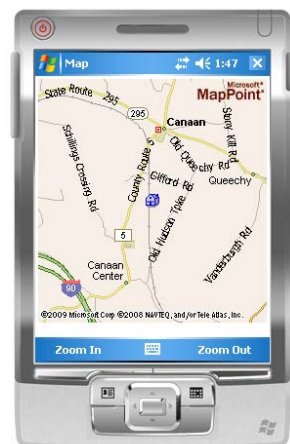 Map 1:47
Microsoft®
MapPoint®
State Route 295
295
Canaan
Stony Kill Rd
Old Queechy Rd
Schillings Crossing Rd
County Route 5
Gifford Rd
Queechy
5
Old Hudson Tpke
Vandenburgh Rd
Canaan
Center
90
©2009 Microsoft Corp ©2008 NAVTEQ, and/or Tele Atlas, Inc.
Zoom In Zoom Out